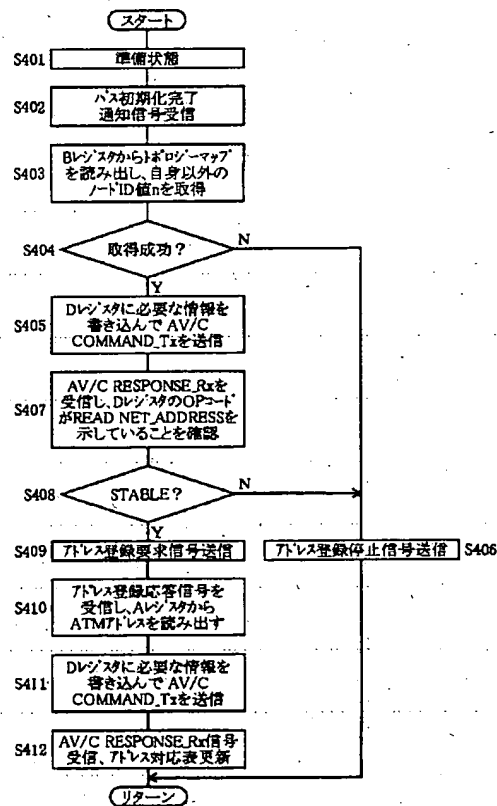 スタート
S401
準備状態
S402
バス初期化完了
通知信号受信
S403
Bレジスタからトポロジーマップ
を読み出し、自身以外の
ノードID値nを取得
S404
取得成功？
N
Y
S405
Dレジスタに必要な情報を
書き込んで AV/C
COMMAND_Txを送信
S407
AV/C RESPONSE_Rxを
受信し、DレジスタのOPコード
がREAD NET_ADDRESSを
示していることを確認
S408
STABLE？
N
Y
S409
アドレス登録要求信号送信
アドレス登録停止信号送信
S406
S410
アドレス登録応答信号を
受信し、Aレジスタから
ATMアドレスを読み出す
S411
Dレジスタに必要な情報を
書き込んで AV/C
COMMAND_Txを送信
S412
AV/C RESPONSE_Rx信号
受信、アドレス対応表更新
リターン